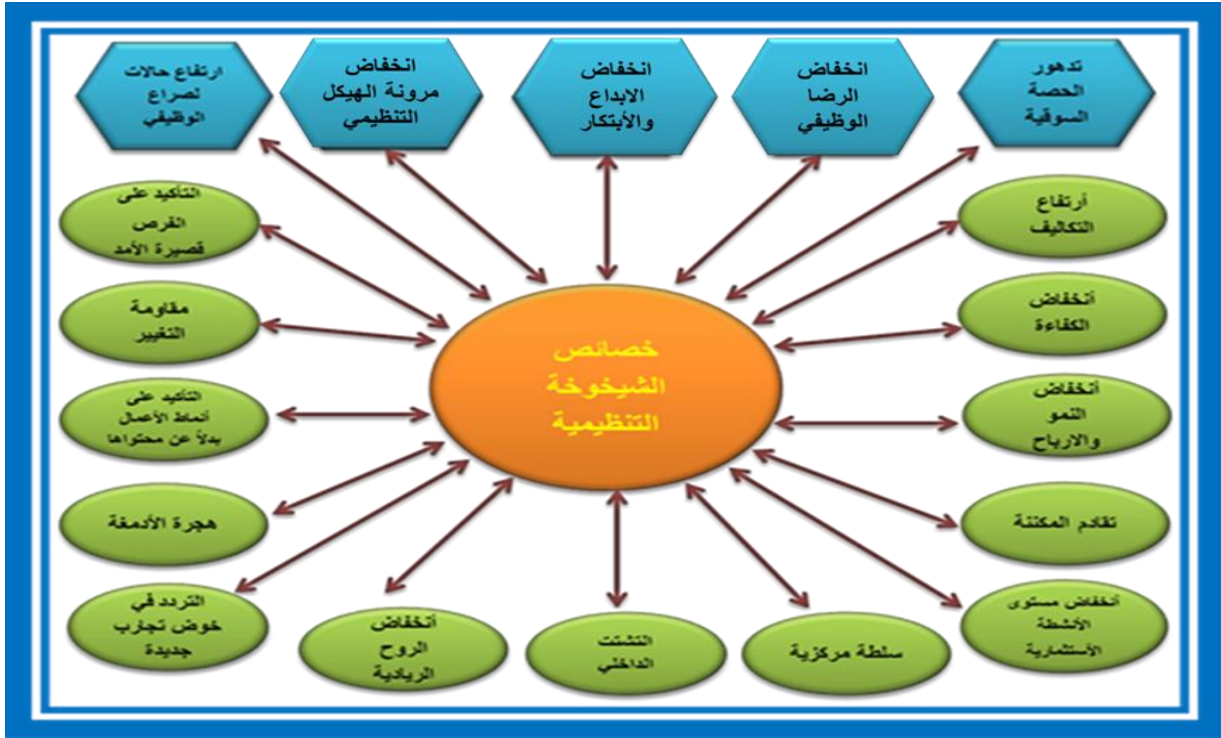 تدهور
الحصة
السوقية
انخفاض
الرضا
الوظيفي
انخفاض
الابداع
والأبتكار
انخفاض
مرونة الهيكل
التنظيمي
ارتفاع حالات
لصراع
الوظيفي
أرتفاع
التكاليف
أنخفاض
الكفاءة
أنخفاض
النمو
والارباح
تقادم المكننة
أنخفاض مستوى
الأنشطة
الأستثمارية
خصائص
الشيخوخة
التنظيمية
التأكيد على
الفرص
قصيرة الأمد
مقاومة
التغيير
التأكيد على
أنماط الأعمال
بدلاً عن محتواها
هجرة الأدمغة
التردد في
خوض تجارب
جديدة
أنخفاض
الروح
الريادية
التشتت
الداخلي
سلطة مركزية